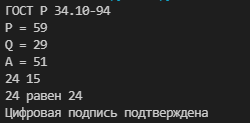 ГОСТ Р 34.10-94
P = 59
Q = 29
A = 51
24 15
24 равен 24
Цифровая подпись подтверждена